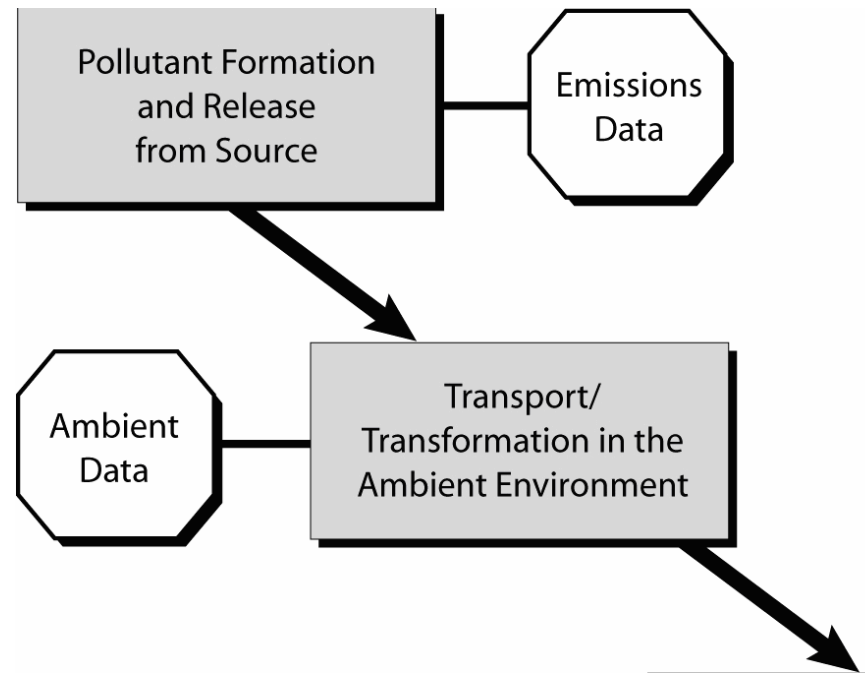 Pollutant Formation
and Release
from Source
Emissions
Data
Transport/
Transformation in the
Ambient Environment
Ambient
Data